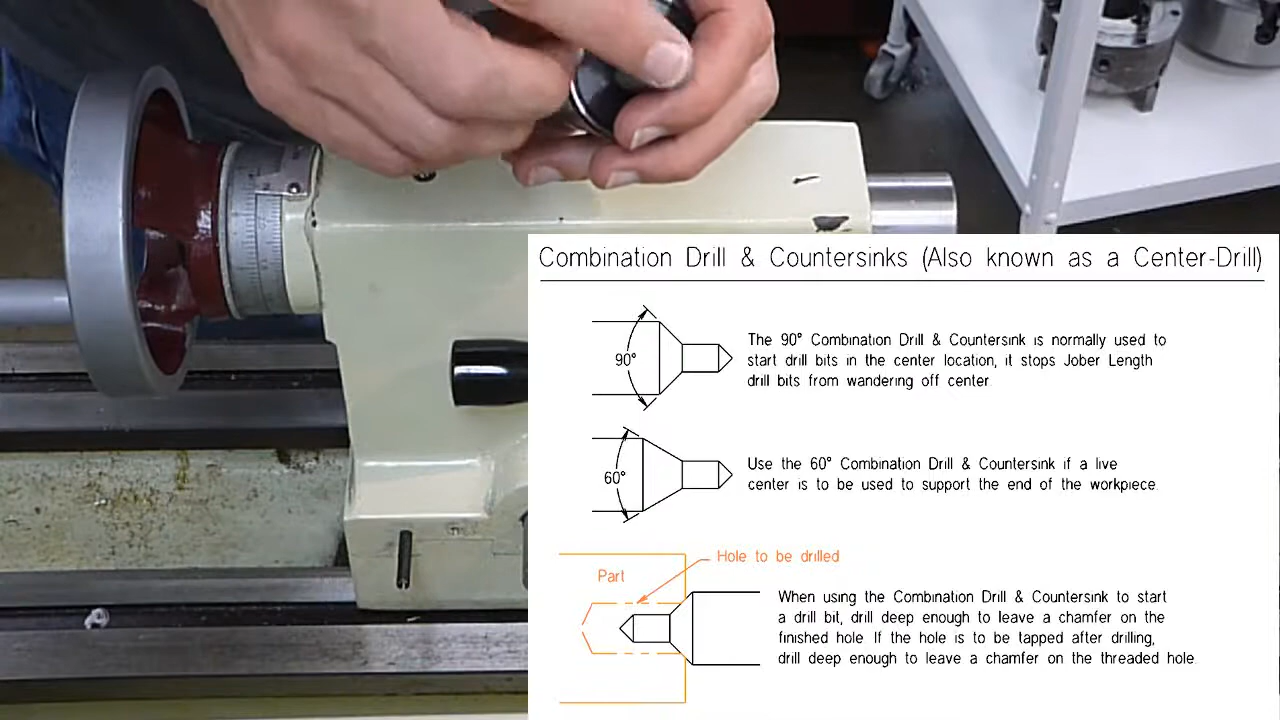 Combination Drill & Countersinks (Also known as a Center-Drill)
90°
The 90° Combination Drill & Countersink is normally used to
start drill bits in the center location, it stops Jober Length
drill bits from wandering off center.
60°
Use the 60° Combination Drill & Countersink if a live
center is to be used to support the end of the workpiece.
Hole to be drilled
Part
When using the Combination Drill & Countersink to start
a drill bit, drill deep enough to leave a chamfer on the
finished hole. If the hole is to be tapped after drilling,
drill deep enough to leave a chamfer on the threaded hole.